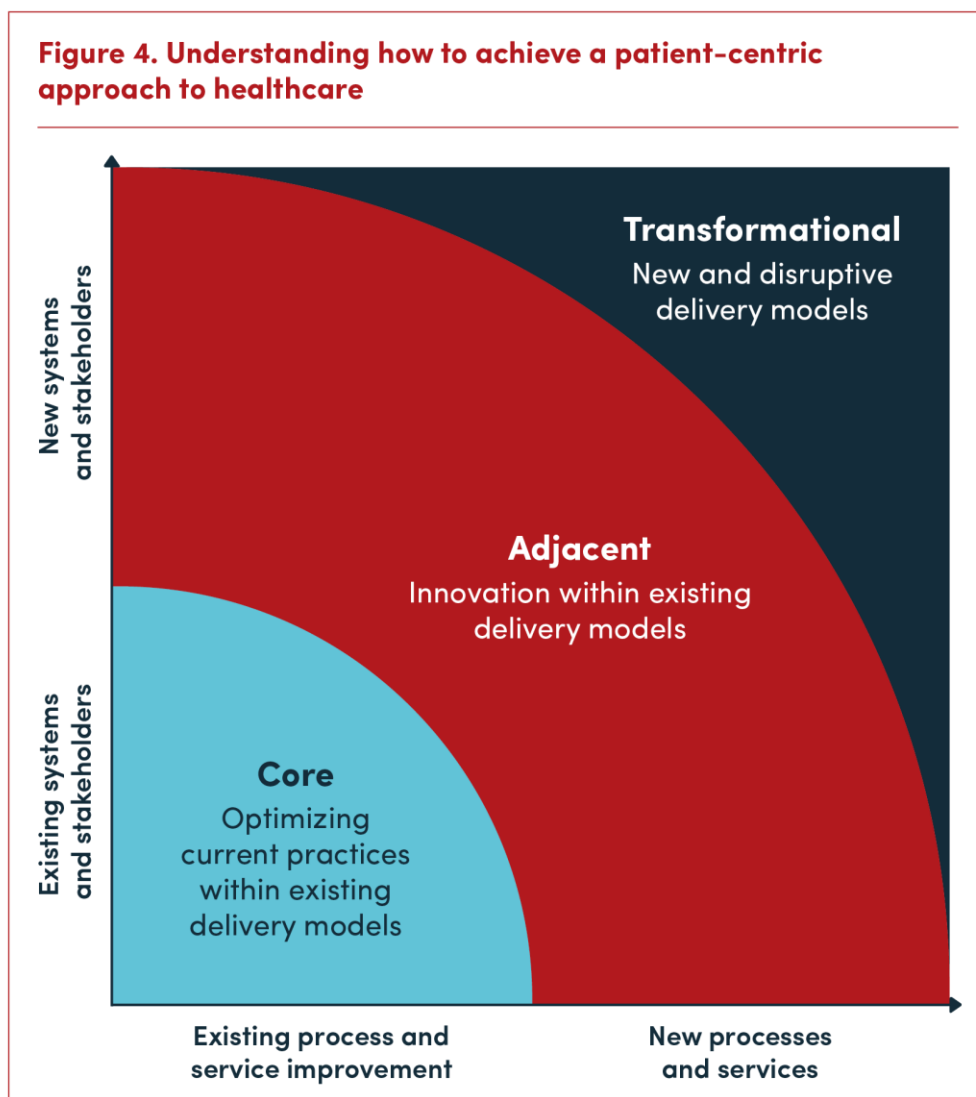 Figure 4. Understanding how to achieve a patient-centric
approach to healthcare
New systems
and stakeholders
Existing systems
and stakeholders
Transformational
New and disruptive
delivery models
Adjacent
Innovation within existing
delivery models
Core
Optimizing
current practices
within existing
delivery models
Existing process and
service improvement
New processes
and services